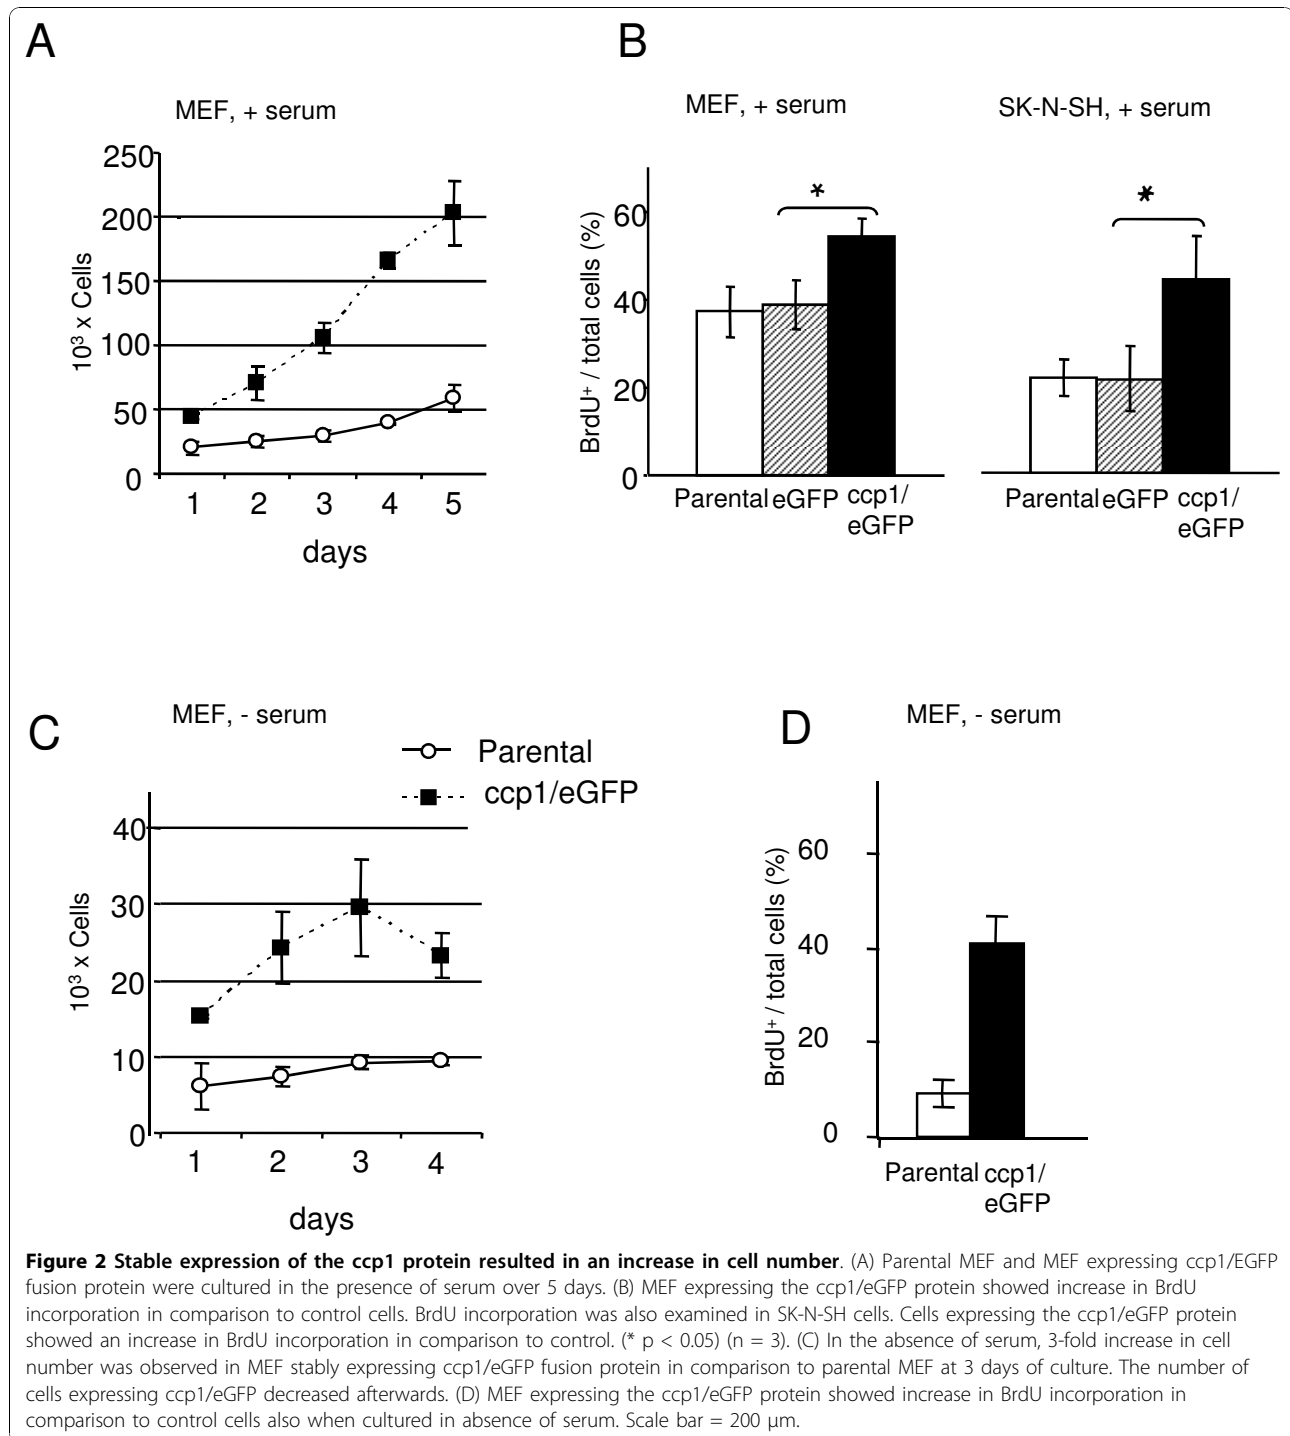 A
B
MEF, + serum
MEF, + serum
SK-N-SH, + serum
250
200
150
100
50
0
10³ x Cells
1 2 3 4 5
days
60
40
20
0
BrdU⁺ / total cells (%)
*
*
Parental eGFP ccp1/
eGFP
Parental eGFP ccp1/
eGFP
C
MEF, - serum
Parental
ccp1/eGFP
40
30
20
10
0
10³ x Cells
1 2 3 4
days
D
MEF, - serum
60
40
20
0
BrdU⁺ / total cells (%)
Parental ccp1/
eGFP
Figure 2 Stable expression of the ccp1 protein resulted in an increase in cell number. (A) Parental MEF and MEF expressing ccp1/EGFP
fusion protein were cultured in the presence of serum over 5 days. (B) MEF expressing the ccp1/eGFP protein showed increase in BrdU
incorporation in comparison to control cells. BrdU incorporation was also examined in SK-N-SH cells. Cells expressing the ccp1/eGFP protein
showed an increase in BrdU incorporation in comparison to control. (* p < 0.05) (n = 3). (C) In the absence of serum, 3-fold increase in cell
number was observed in MEF stably expressing ccp1/eGFP fusion protein in comparison to parental MEF at 3 days of culture. The number of
cells expressing ccp1/eGFP decreased afterwards. (D) MEF expressing the ccp1/eGFP protein showed increase in BrdU incorporation in
comparison to control cells also when cultured in absence of serum. Scale bar = 200 μm.